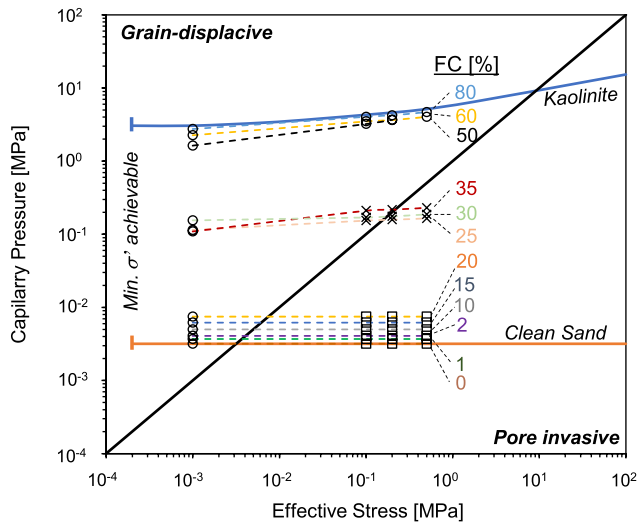 Grain-displacive
FC [%]
80
Kaolinite
60
50
35
30
25
20
15
10
2
Clean Sand
1
0
Pore invasive
Min. σ' achievable
Capilarry Pressure [MPa]
10²
10¹
10⁰
10⁻¹
10⁻²
10⁻³
10⁻⁴
10⁻⁴ 10⁻³ 10⁻² 10⁻¹ 10⁰ 10¹ 10²
Effective Stress [MPa]